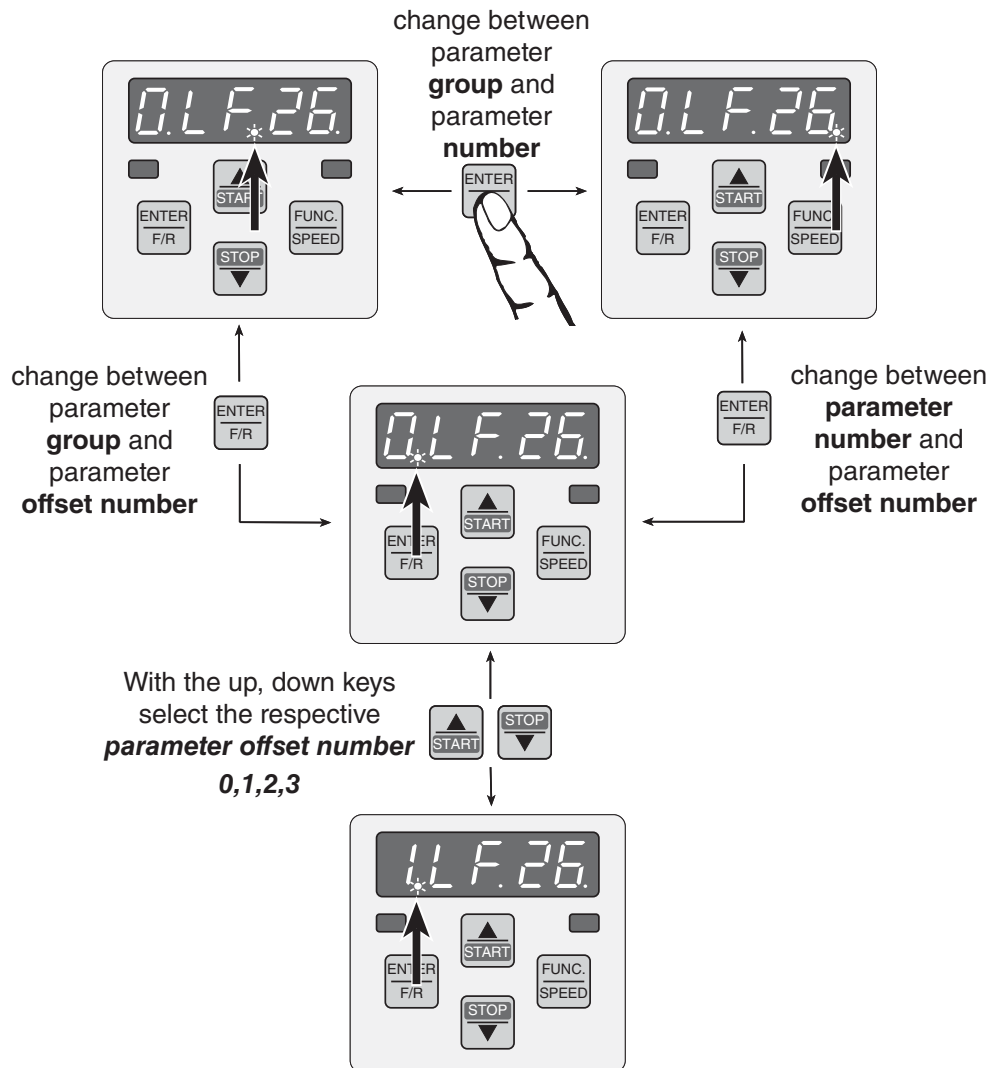 change between
parameter
group and
parameter
number
0.LF.26.
0.LF.26.
ENTER
START
ENTER
F/R
FUNC.
SPEED
STOP
START
ENTER
F/R
FUNC.
SPEED
STOP
change between
parameter
group and
parameter
offset number
ENTER
F/R
0.LF.26.
START
ENTER
F/R
FUNC.
SPEED
STOP
ENTER
F/R
change between
parameter
number and
parameter
offset number
With the up, down keys
select the respective
parameter offset number
0,1,2,3
START
STOP
1.LF.26.
START
ENTER
F/R
FUNC.
SPEED
STOP